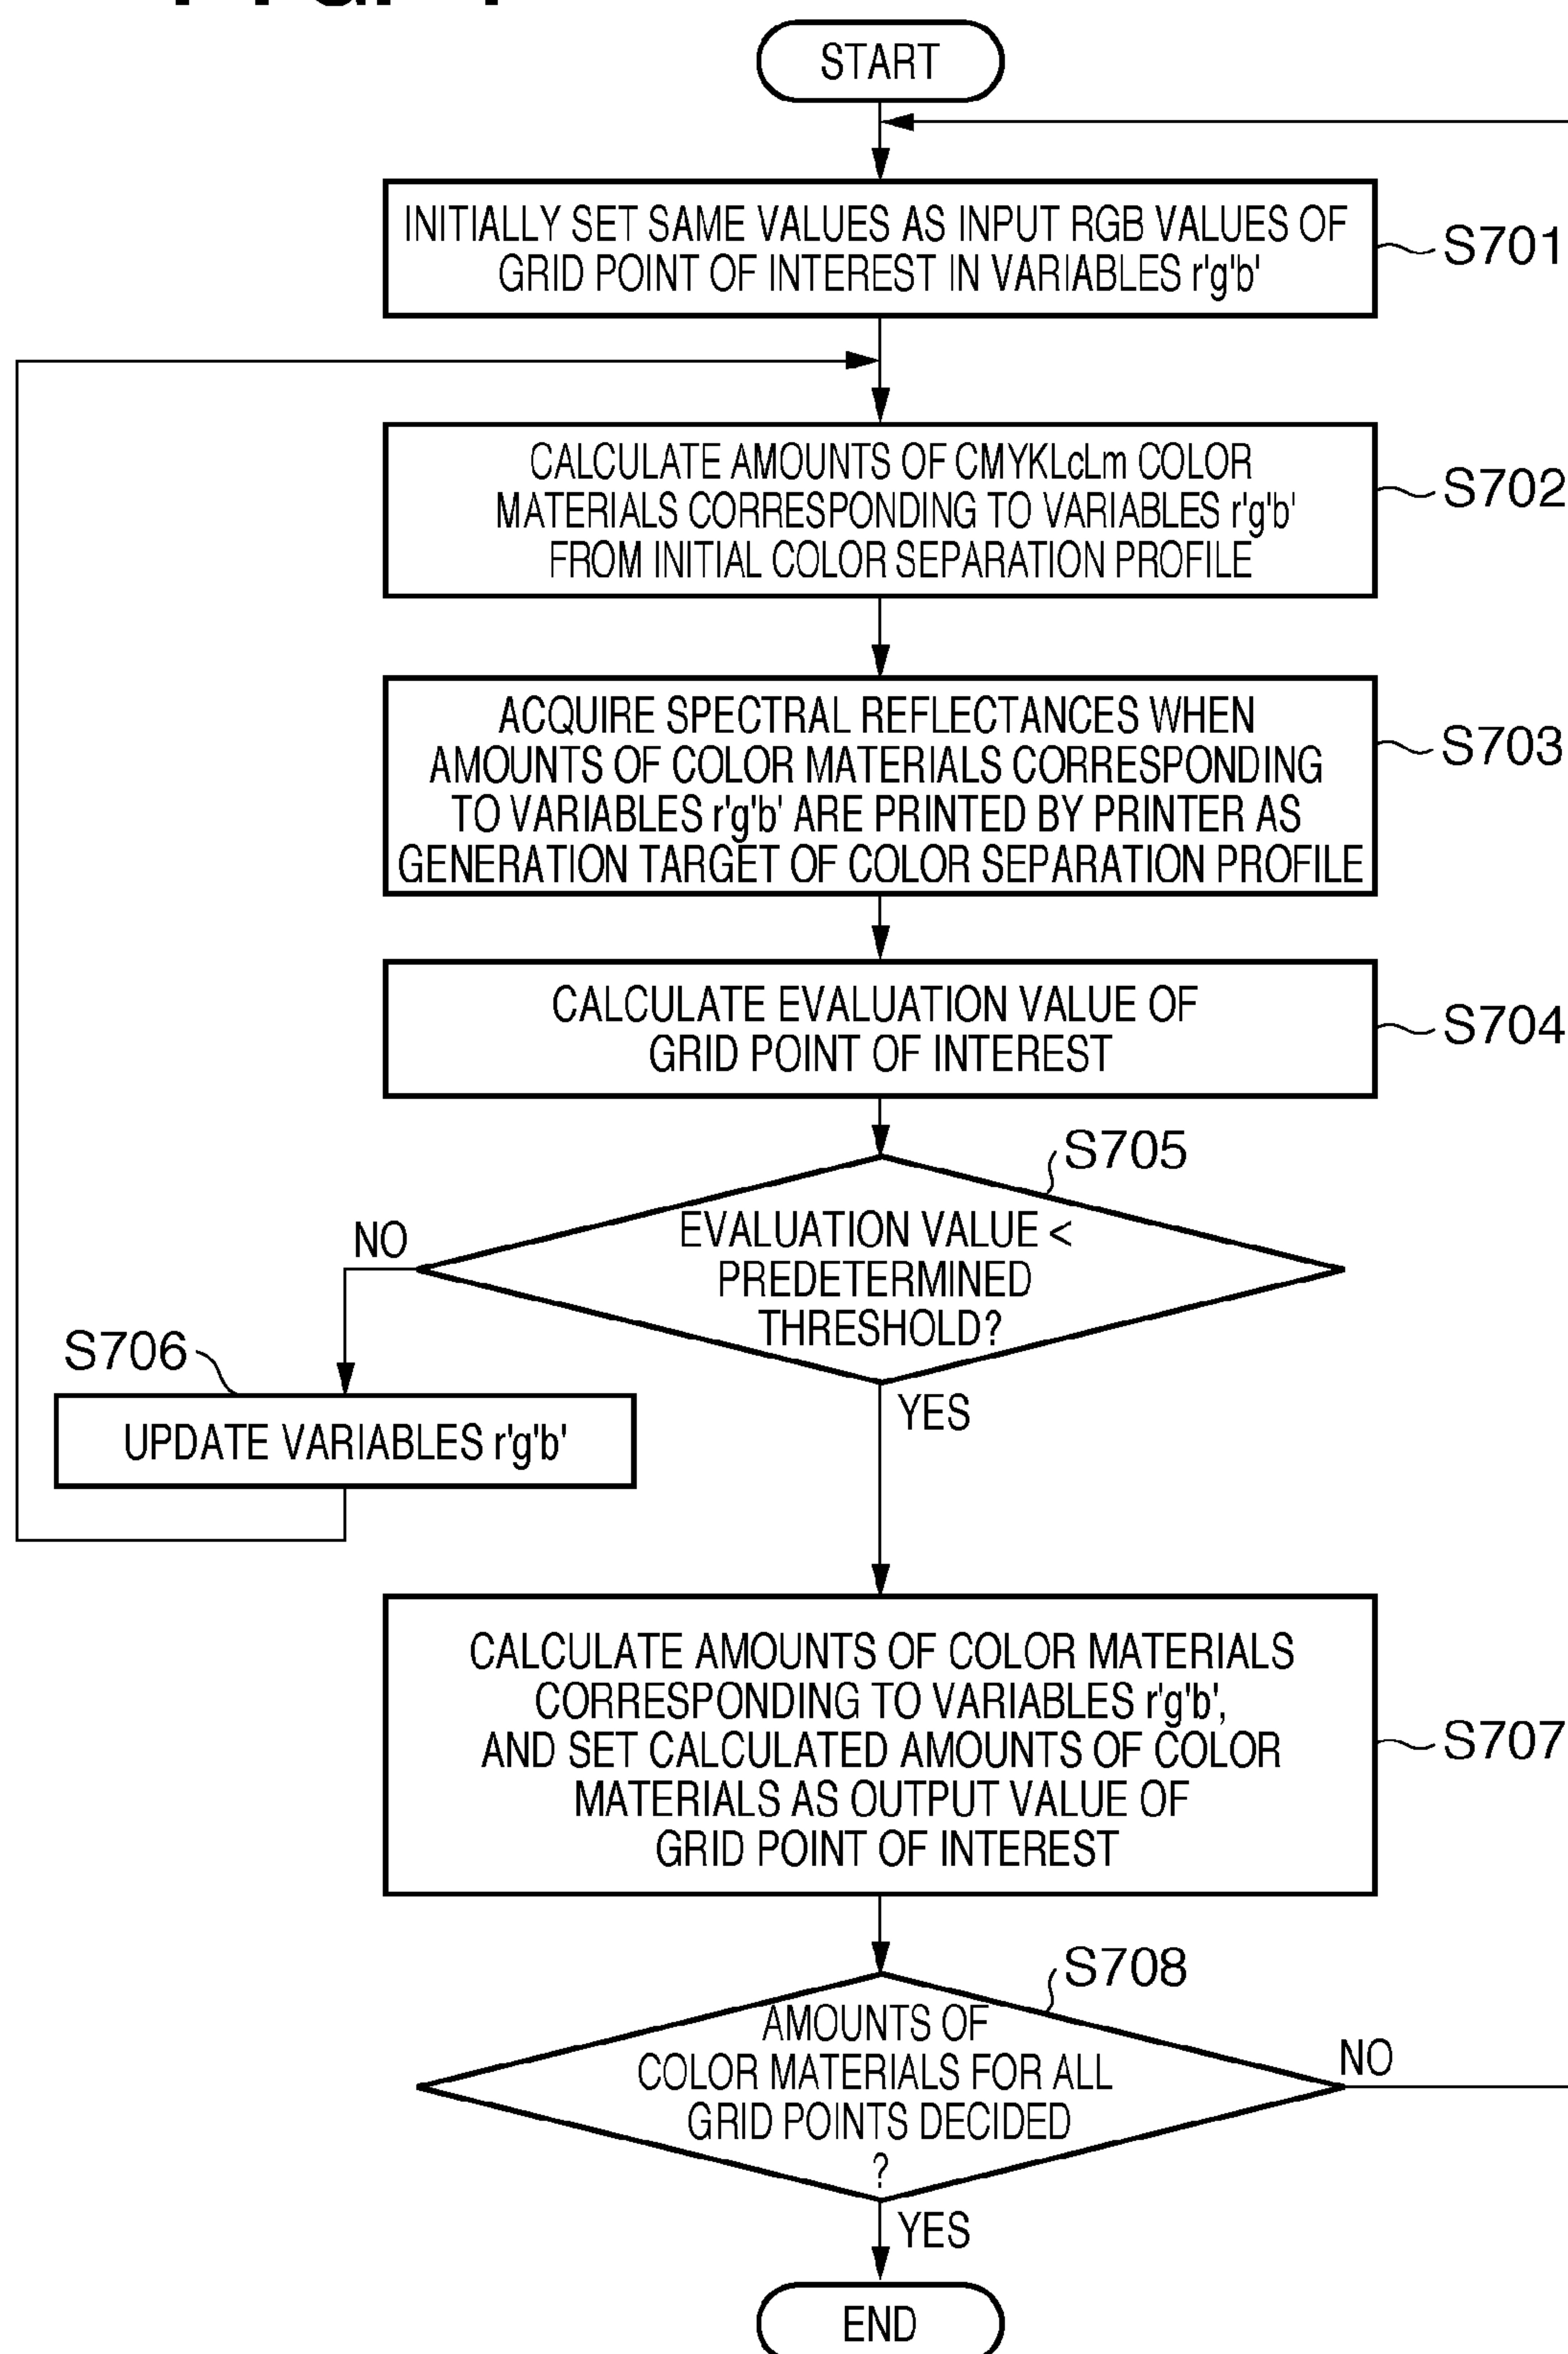 START
INITIALLY SET SAME VALUES AS INPUT RGB VALUES OF
GRID POINT OF INTEREST IN VARIABLES r'g'b'
S701
CALCULATE AMOUNTS OF CMYKLcLm COLOR
MATERIALS CORRESPONDING TO VARIABLES r'g'b'
FROM INITIAL COLOR SEPARATION PROFILE
S702
ACQUIRE SPECTRAL REFLECTANCES WHEN
AMOUNTS OF COLOR MATERIALS CORRESPONDING
TO VARIABLES r'g'b' ARE PRINTED BY PRINTER AS
GENERATION TARGET OF COLOR SEPARATION PROFILE
S703
CALCULATE EVALUATION VALUE OF
GRID POINT OF INTEREST
S704
S705
EVALUATION VALUE <
PREDETERMINED
THRESHOLD?
NO
YES
S706
UPDATE VARIABLES r'g'b'
CALCULATE AMOUNTS OF COLOR MATERIALS
CORRESPONDING TO VARIABLES r'g'b',
AND SET CALCULATED AMOUNTS OF COLOR
MATERIALS AS OUTPUT VALUE OF
GRID POINT OF INTEREST
S707
S708
AMOUNTS OF
COLOR MATERIALS FOR ALL
GRID POINTS DECIDED
?
NO
YES
END